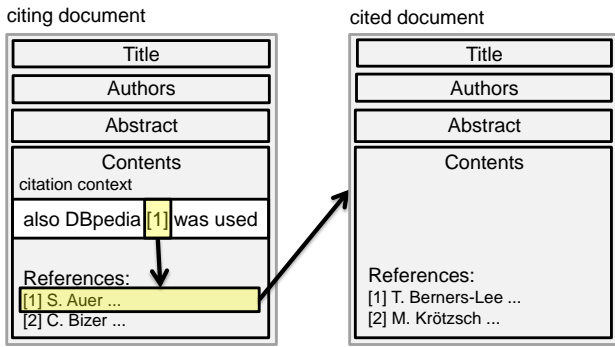 citing document
Title
Authors
Abstract
Contents
citation context
also DBpedia [1] was used
References:
[1] S. Auer ...
[2] C. Bizer ...
cited document
Title
Authors
Abstract
Contents
References:
[1] T. Berners-Lee ...
[2] M. Krötzsch ...